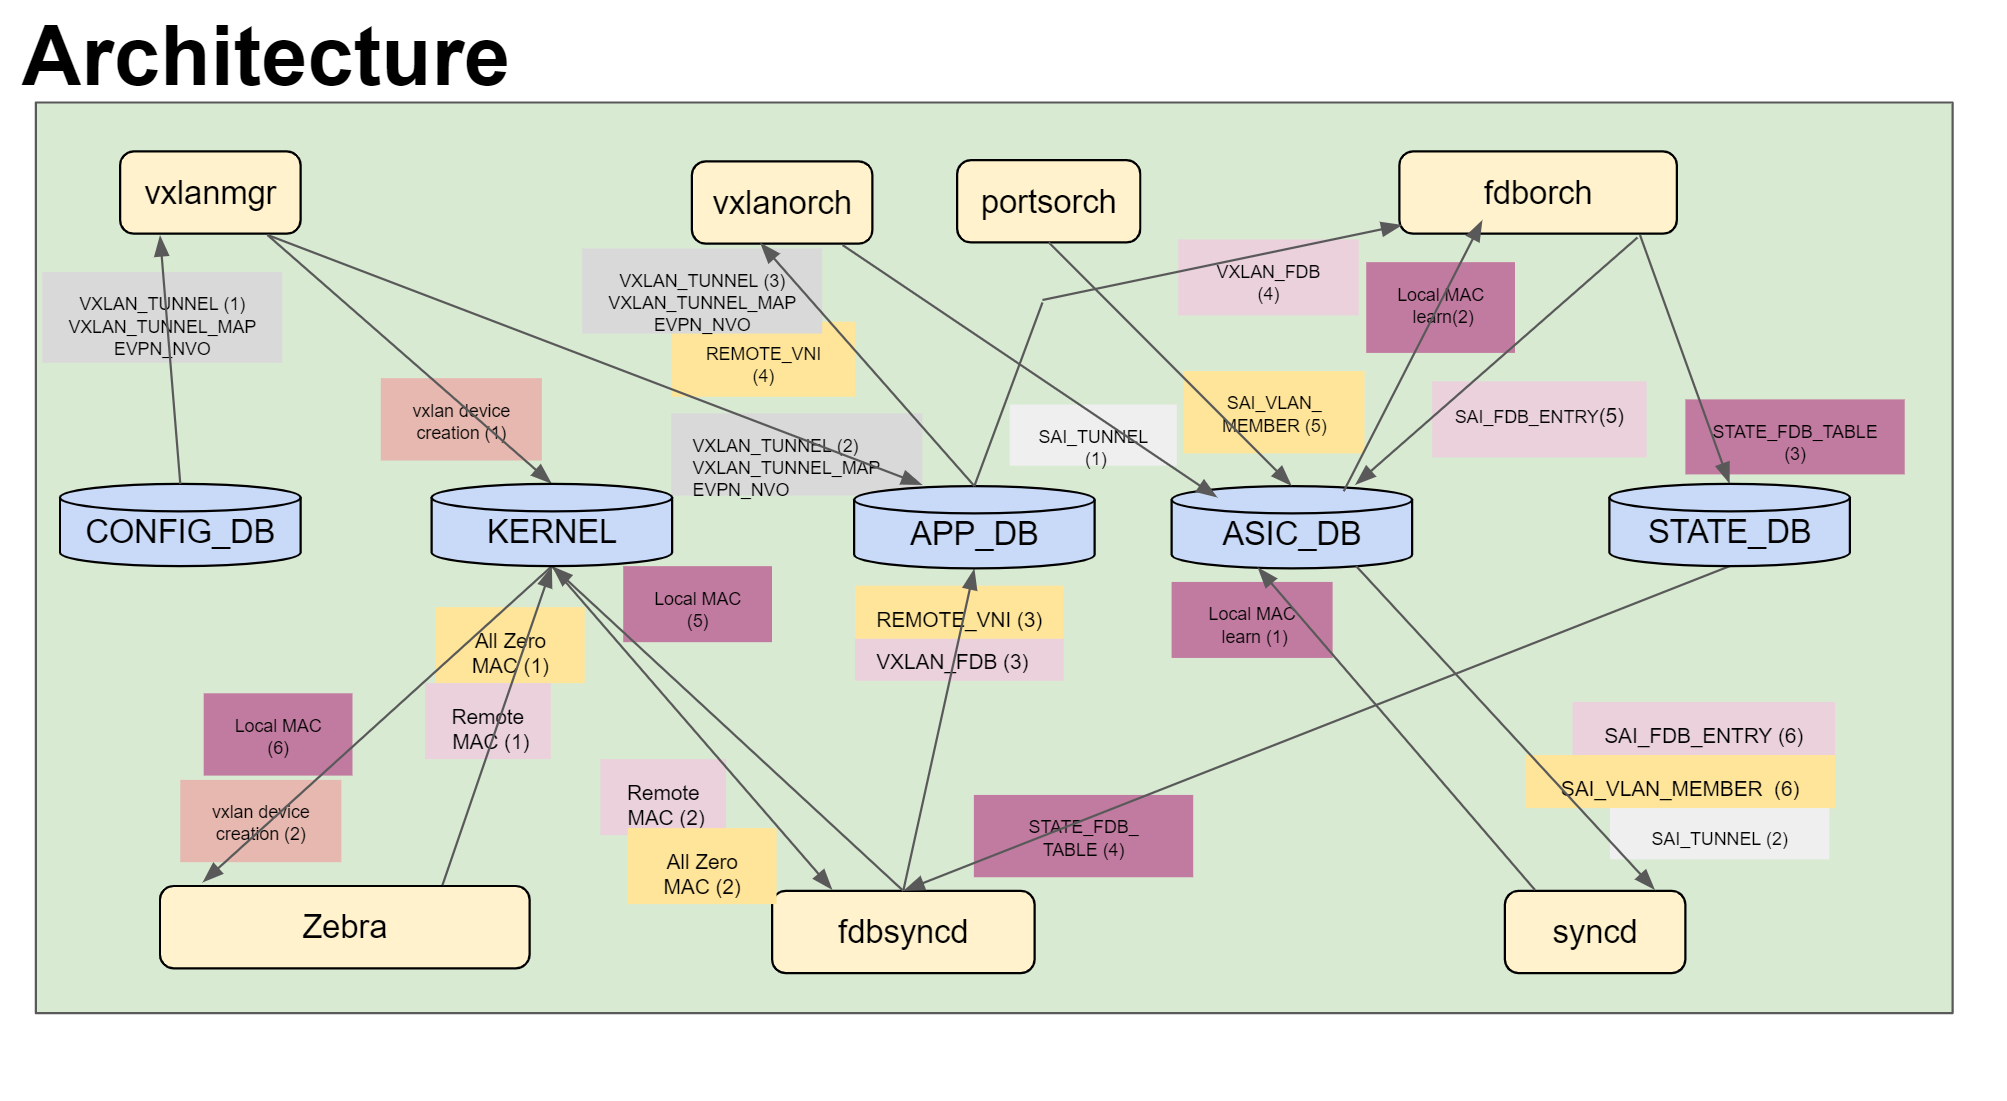 Architecture
vxlanmgr
vxlanorch
portsorch
fdborch
VXLAN_TUNNEL (1)
VXLAN_TUNNEL_MAP
EVPN_NVO
VXLAN_TUNNEL (3)
VXLAN_TUNNEL_MAP
EVPN_NVO
REMOTE_VNI
(4)
VXLAN_FDB
(4)
Local MAC
learn(2)
vxlan device
creation (1)
VXLAN_TUNNEL (2)
VXLAN_TUNNEL_MAP
EVPN_NVO
SAI_TUNNEL
(1)
SAI_VLAN_
MEMBER (5)
SAI_FDB_ENTRY(5)
STATE_FDB_TABLE
(3)
CONFIG_DB
KERNEL
APP_DB
ASIC_DB
STATE_DB
Local MAC
(5)
All Zero
MAC (1)
REMOTE_VNI (3)
VXLAN_FDB (3)
Local MAC
learn (1)
Remote
MAC (1)
Local MAC
(6)
vxlan device
creation (2)
Remote
MAC (2)
All Zero
MAC (2)
STATE_FDB_
TABLE (4)
SAI_FDB_ENTRY (6)
SAI_VLAN_MEMBER (6)
SAI_TUNNEL (2)
Zebra
fdbsyncd
syncd